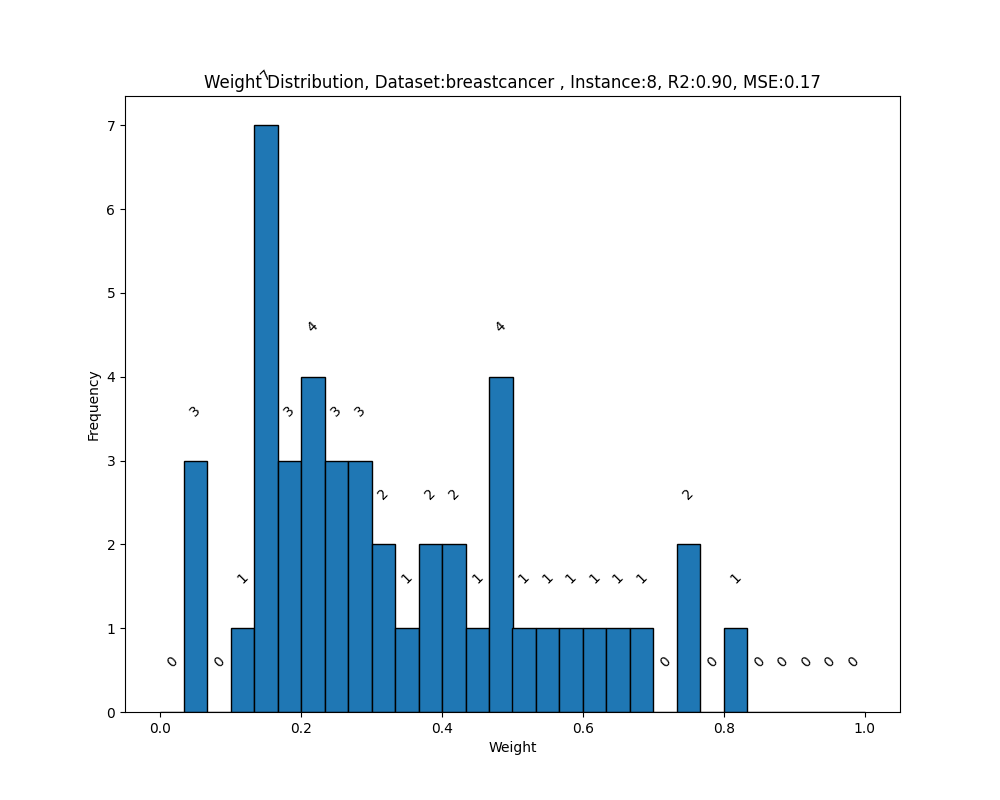 7
Weight Distribution, Dataset:breastcancer , Instance:8, R2:0.90, MSE:0.17
7
6
5
4
3
2
1
0
Frequency
0 3 0 1 3 4 3 3 2 1 2 2 1 4 1 1 1 1 1 1 0 2 0 1 0 0 0 0 0
0.0 0.2 0.4 0.6 0.8 1.0
Weight